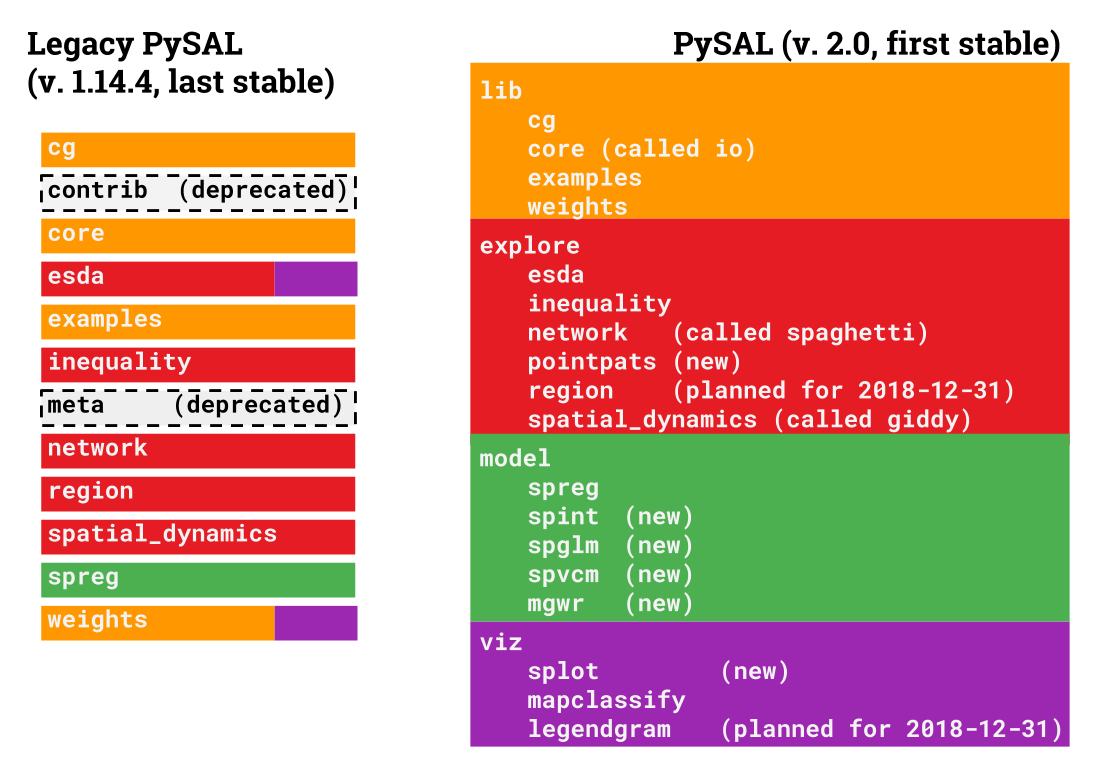 Legacy PySAL
(v. 1.14.4, last stable)
cg
contrib (deprecated)
core
esda
examples
inequality
meta (deprecated)
network
region
spatial_dynamics
spreg
weights
PySAL (v. 2.0, first stable)
lib
cg
core (called io)
examples
weights
explore
esda
inequality
network (called spaghetti)
pointpats (new)
region (planned for 2018-12-31)
spatial_dynamics (called giddy)
model
spreg
spint (new)
spglm (new)
spvcm (new)
mgwr (new)
viz
splot (new)
mapclassify
legendgram (planned for 2018-12-31)